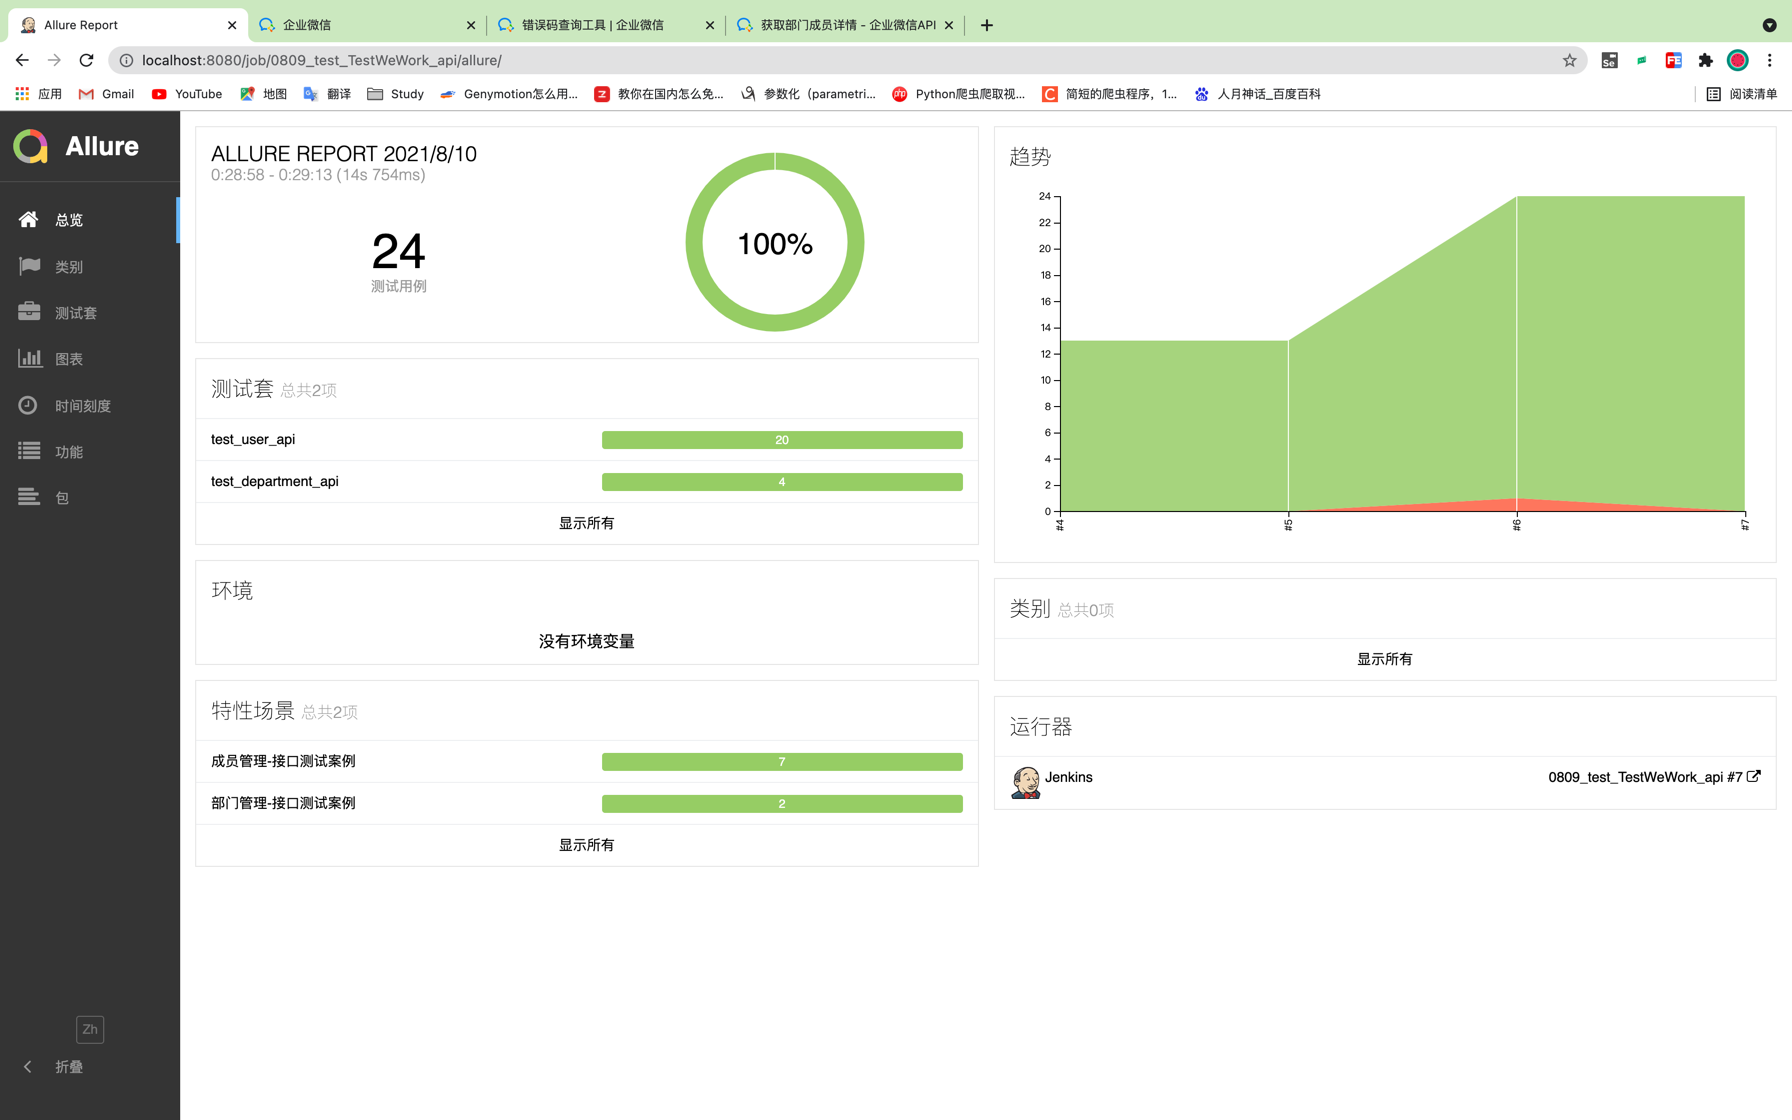 Allure Report
企业微信
错误码查询工具 | 企业微信
获取部门成员详情 - 企业微信API
localhost:8080/job/0809_test_TestWeWork_api/allure/
Se
FE
应用
Gmail
YouTube
地图
翻译
Study
Genymotion怎么用...
教你在国内怎么免...
参数化（parametri...
php
Python爬虫爬取视...
简短的爬虫程序，1...
人月神话_百度百科
阅读清单
Allure
总览
类别
测试套
图表
时间刻度
功能
包
Zh
折叠
ALLURE REPORT 2021/8/10
0:28:58 - 0:29:13 (14s 754ms)
24
测试用例
100%
测试套 总共2项
test_user_api
20
test_department_api
4
显示所有
环境
没有环境变量
特性场景 总共2项
成员管理-接口测试案例
7
部门管理-接口测试案例
2
显示所有
趋势
24
22
20
18
16
14
12
10
8
6
4
2
0
#4
#5
#6
#7
类别 总共0项
显示所有
运行器
Jenkins
0809_test_TestWeWork_api #7